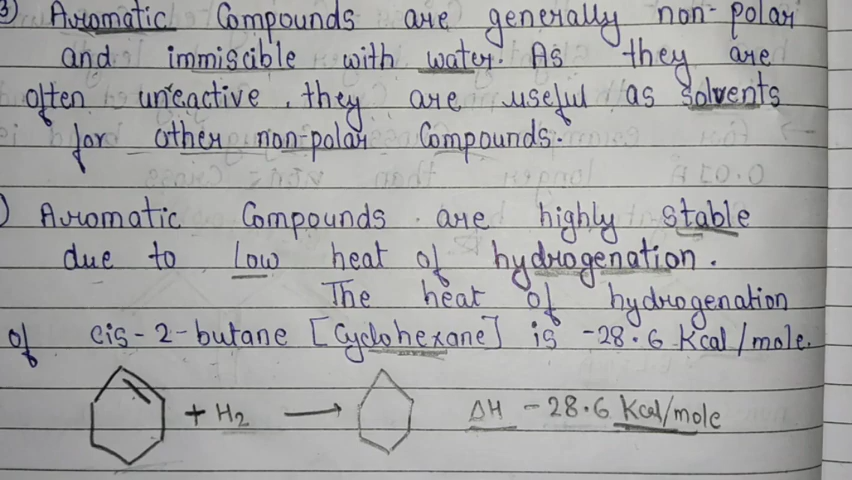 3) Aromatic Compounds are generally non-polar
and immiscible with water. As they are
often unreactive, they are useful as solvents
for other non-polar Compounds.
) Aromatic Compounds are highly stable
due to low heat of hydrogenation.
The heat of hydrogenation
of cis-2-butane [Cyclohexane] is -28.6 Kcal/mole.
+ H2 → ΔH -28.6 Kcal/mole